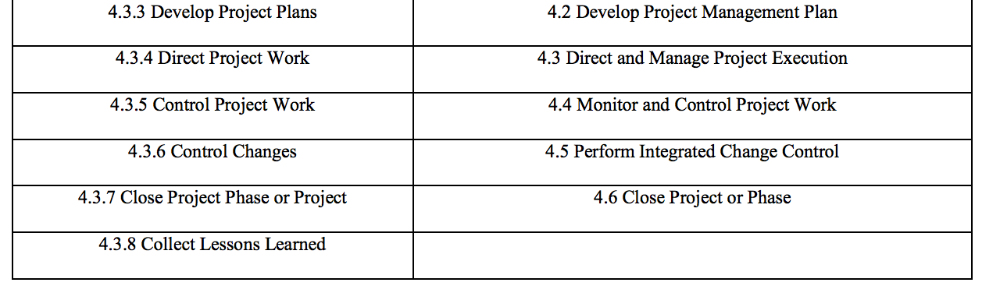 4.3.3 Develop Project Plans
4.2 Develop Project Management Plan
4.3.4 Direct Project Work
4.3 Direct and Manage Project Execution
4.3.5 Control Project Work
4.4 Monitor and Control Project Work
4.3.6 Control Changes
4.5 Perform Integrated Change Control
4.3.7 Close Project Phase or Project
4.6 Close Project or Phase
4.3.8 Collect Lessons Learned